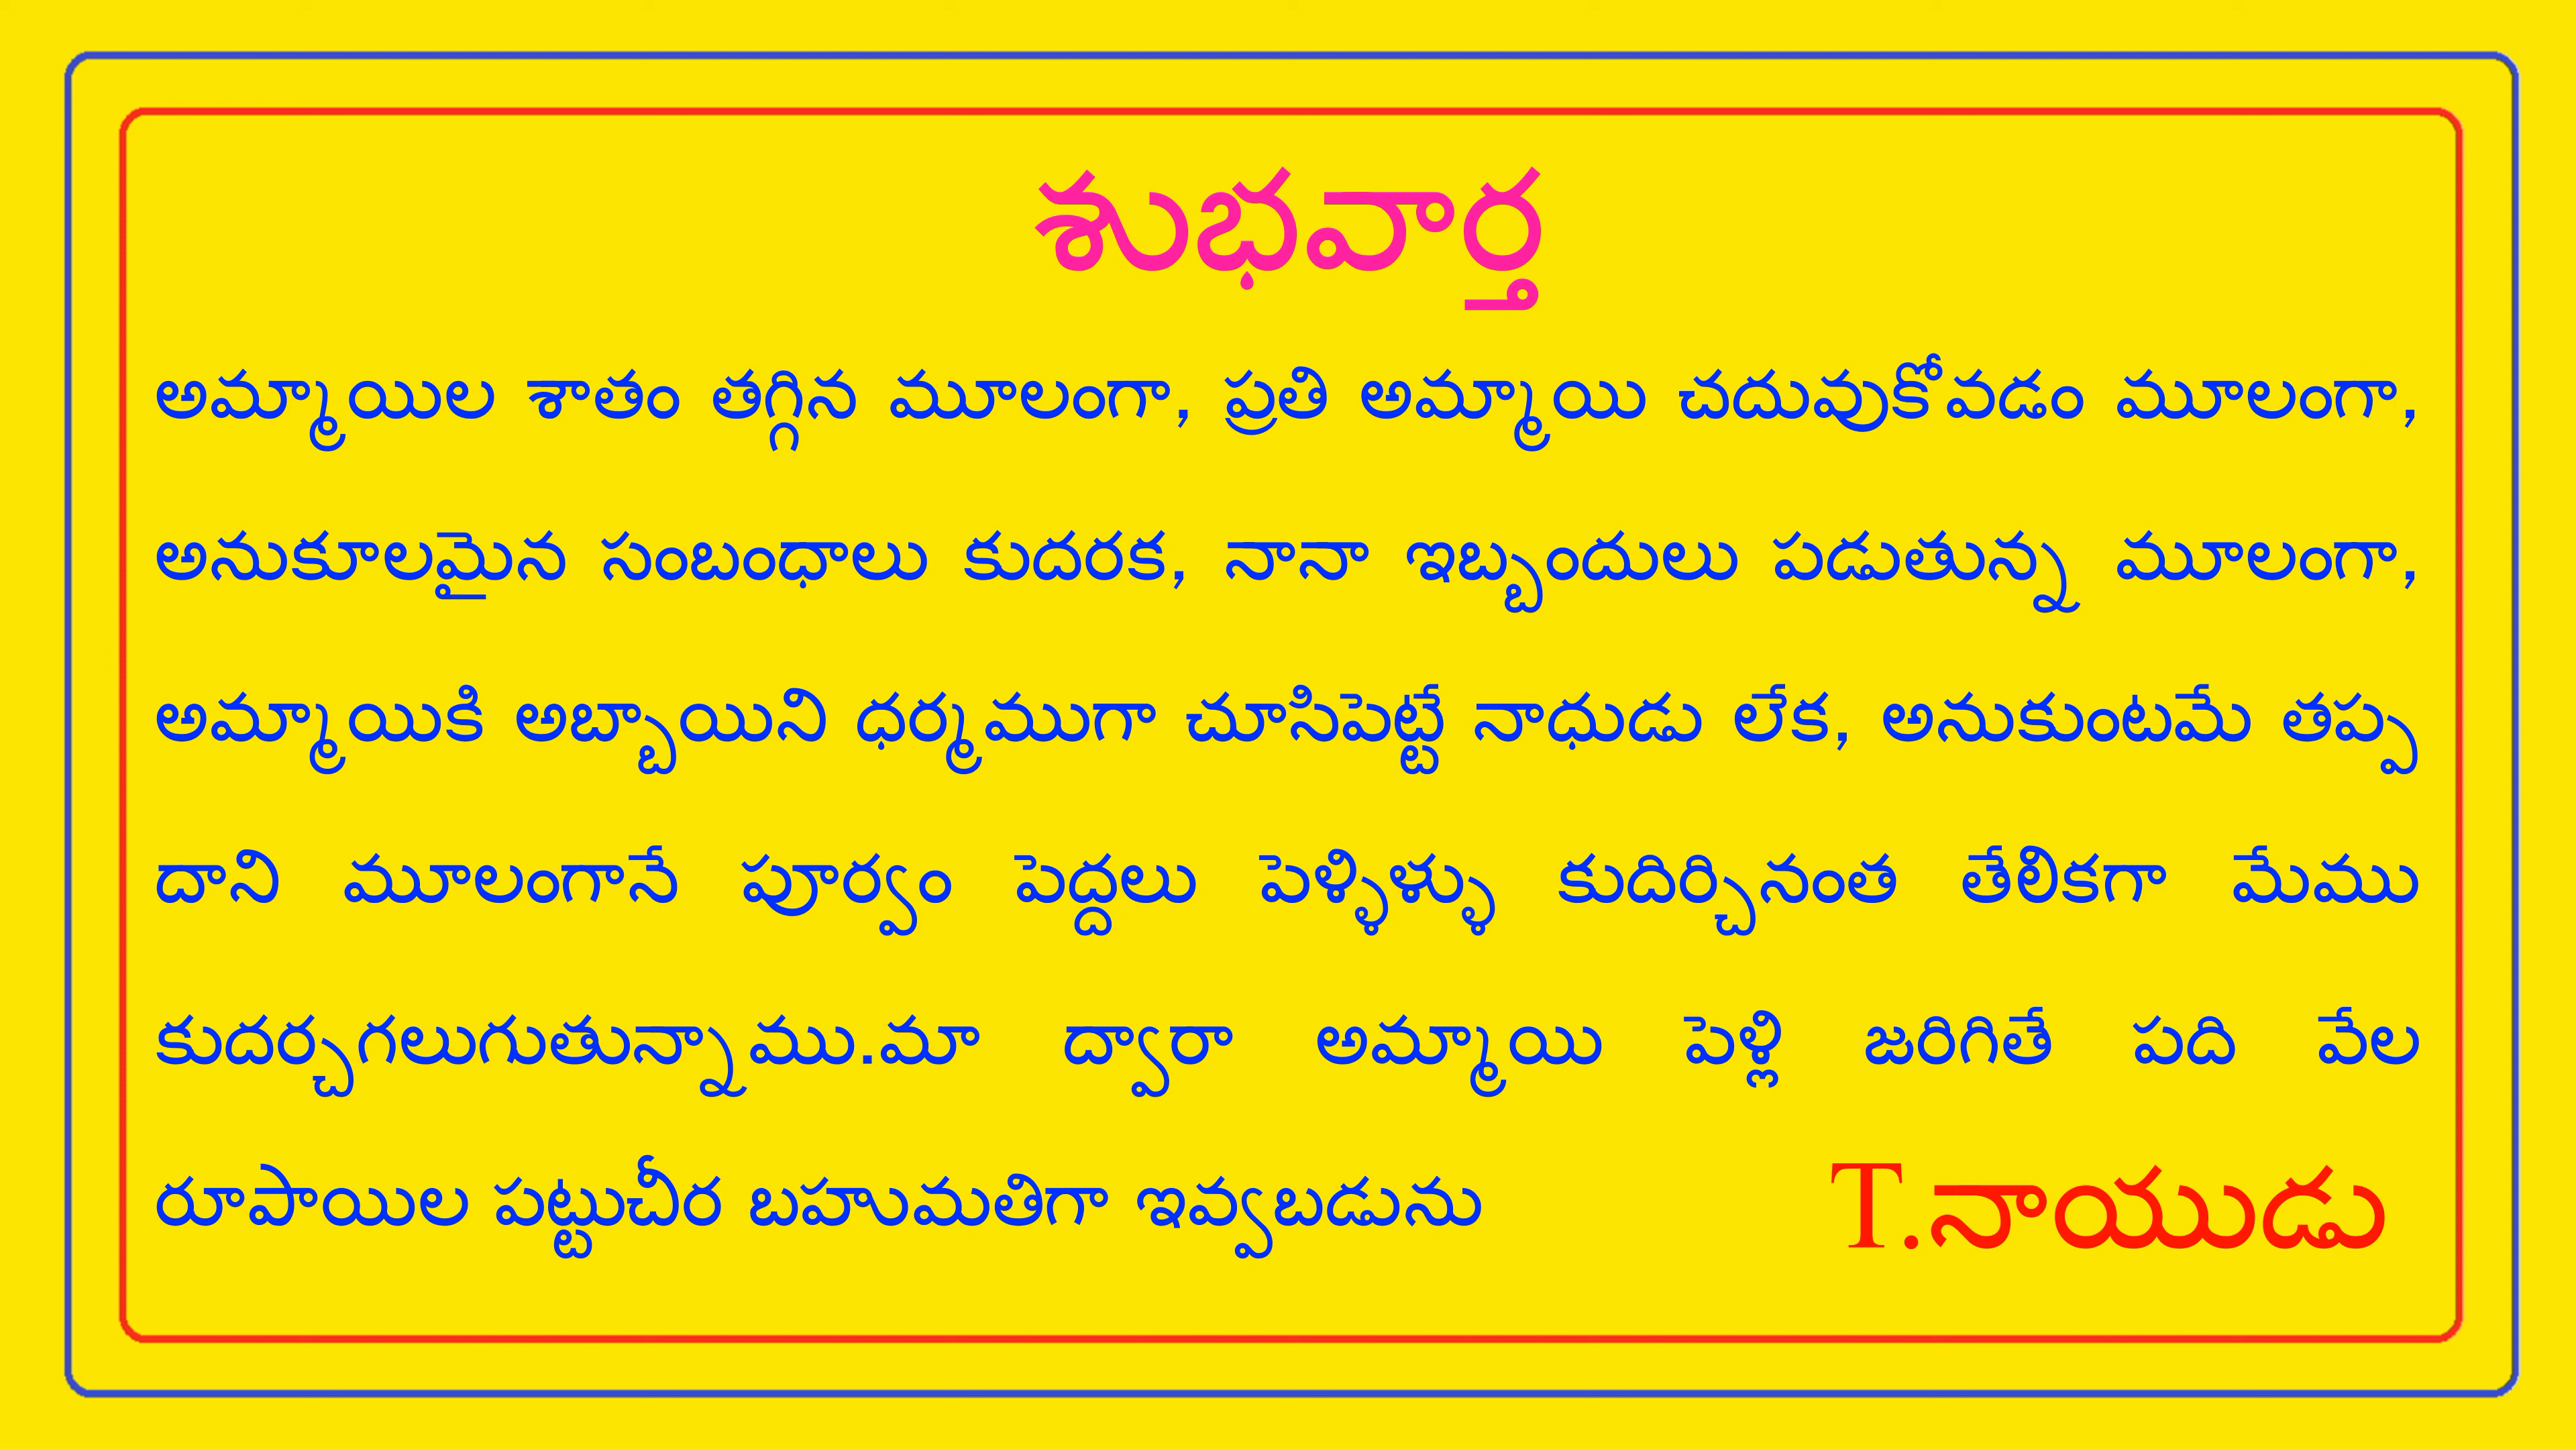 శుభవార్త
అమ్మాయిల శాతం తగ్గిన మూలంగా, ప్రతి అమ్మాయి చదువుకోవడం మూలంగా,
అనుకూలమైన సంబంధాలు కుదరక, నానా ఇబ్బందులు పడుతున్న మూలంగా,
అమ్మాయికి అబ్బాయిని ధర్మముగా చూసిపెట్టే నాధుడు లేక, అనుకుంటమే తప్ప
దాని మూలంగానే పూర్వం పెద్దలు పెళ్ళిళ్ళు కుదిర్చినంత తేలికగా మేము
కుదర్చగలుగుతున్నాము.మా ద్వారా అమ్మాయి పెళ్లి జరిగితే పది వేల
రూపాయిల పట్టుచీర బహుమతిగా ఇవ్వబడును T.నాయుడు